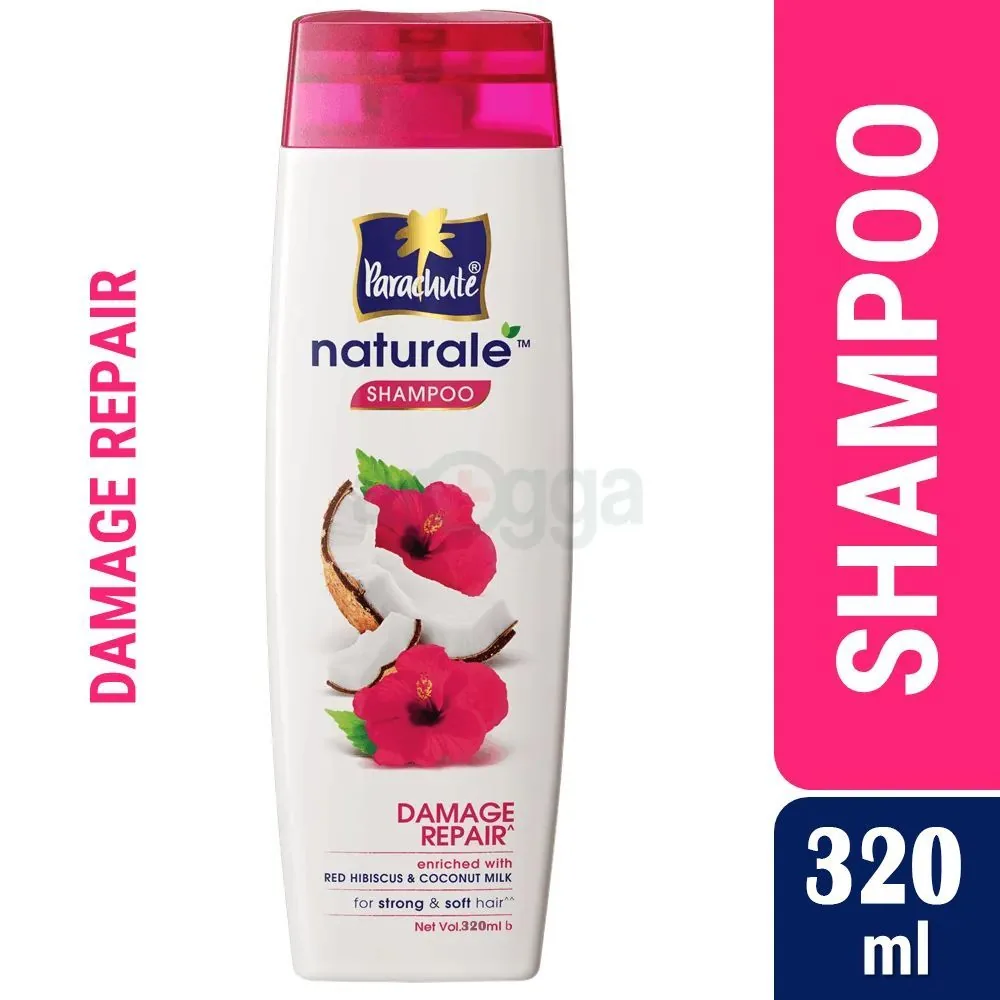 DAMAGE REPAIR
Parachute®
naturale™
SHAMPOO
DAMAGE
REPAIR^
enriched with
RED HIBISCUS & COCONUT MILK
for strong & soft hair^^
Net Vol.320ml b
SHAMPOO
320
ml